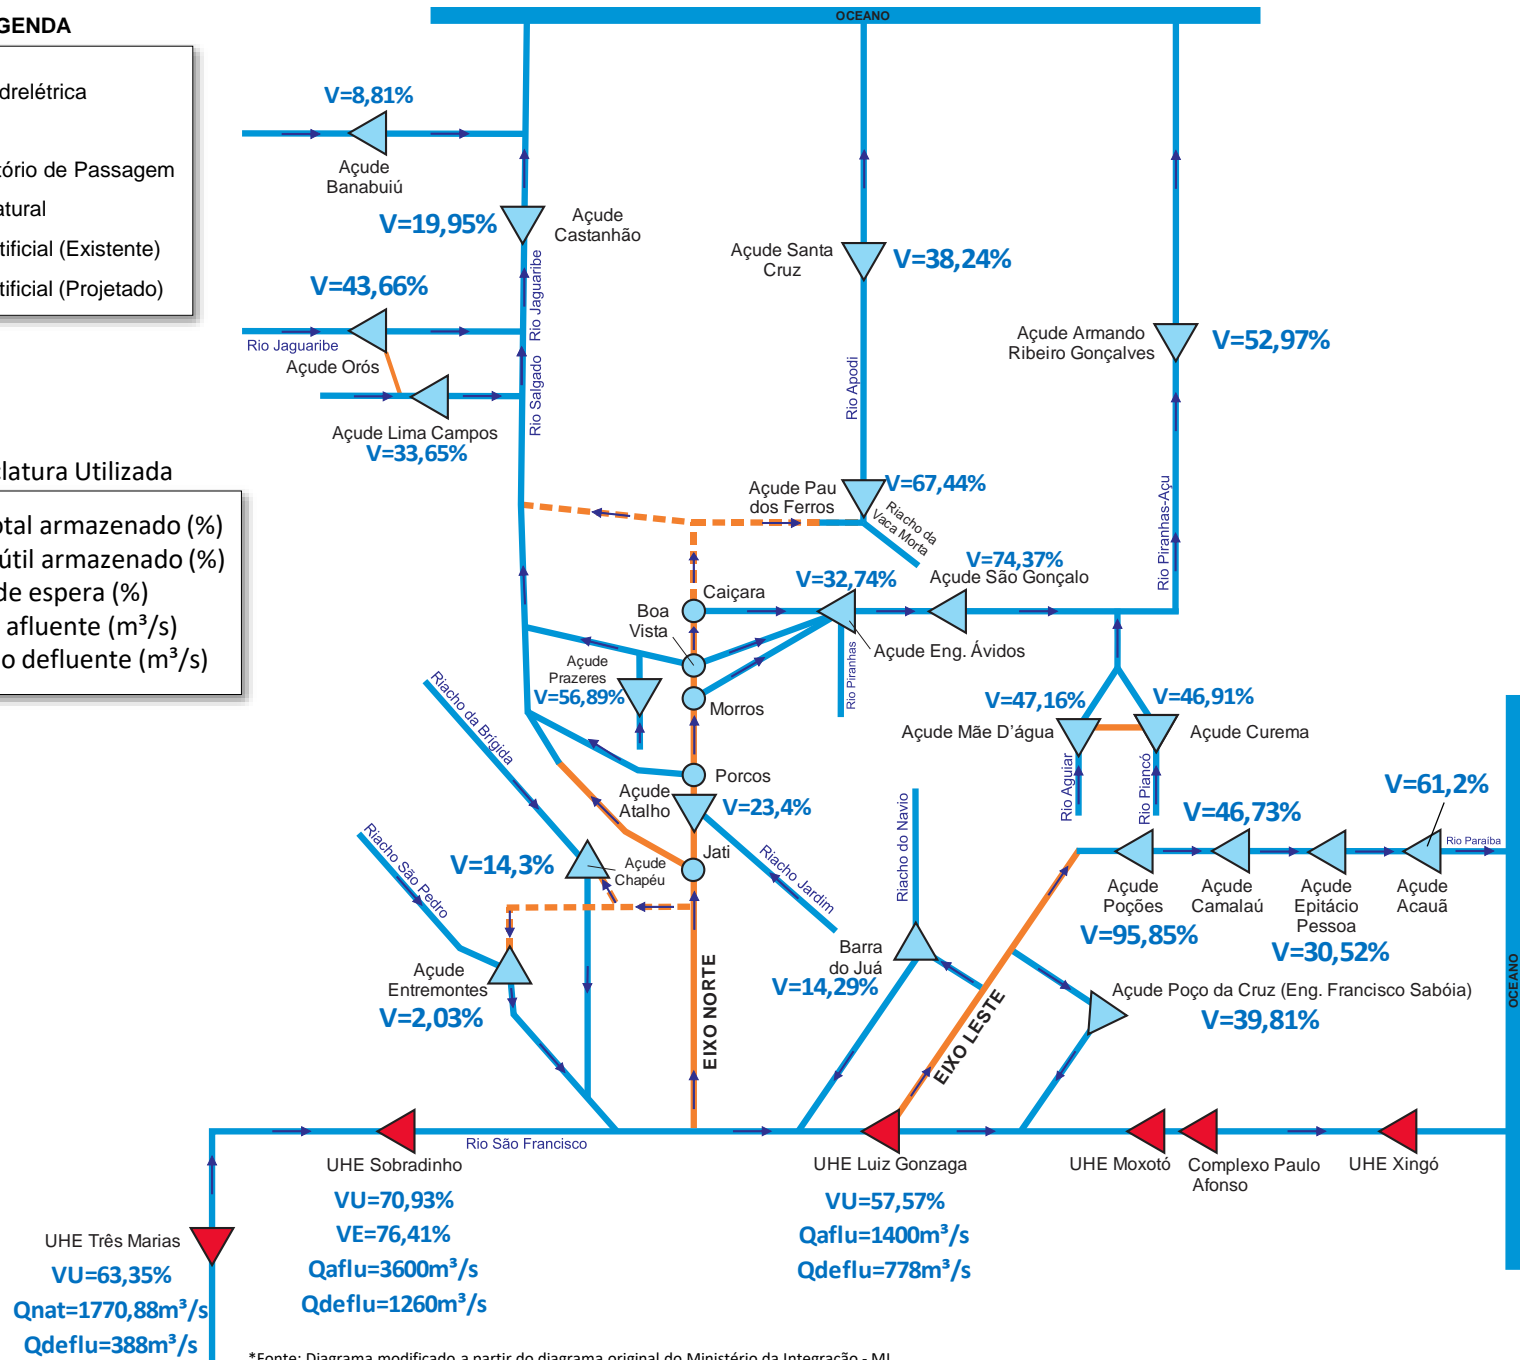 OCEANO
GENDA
drelétrica
tório de Passagem
atural
tificial (Existente)
tificial (Projetado)
V=8,81%
Açude
Banabuiú
V=19,95%
Açude
Castanhão
Rio Jaguaribe
V=43,66%
Rio Jaguaribe
Açude Orós
Rio Salgado
Açude Lima Campos
V=33,65%
Açude Santa
Cruz
V=38,24%
Rio Apodi
Açude Armando
Ribeiro Gonçalves
V=52,97%
Rio Piranhas-Açu
clatura Utilizada
otal armazenado (%)
útil armazenado (%)
de espera (%)
afluente (m³/s)
o defluente (m³/s)
Açude Pau
dos Ferros
V=67,44%
Riacho da
Vaca Morta
V=74,37%
Açude São Gonçalo
V=32,74%
Caiçara
Boa
Vista
Açude Eng. Ávidos
Rio Piranhas
Açude
Prazeres
V=56,89%
Morros
Riacho da Brígida
V=47,16%
V=46,91%
Açude Mãe D'água
Açude Curema
Rio Aguiar
Rio Piancó
Porcos
Açude
Atalho
V=23,4%
Jati
Riacho Jardim
Riacho do Navio
V=61,2%
V=46,73%
Rio Paraíba
Riacho São Pedro
V=14,3%
Açude
Chapéu
Açude
Poções
V=95,85%
Açude
Camalaú
Açude
Epitácio
Pessoa
V=30,52%
Açude
Acauã
OCEANO
Açude
Entremontes
V=2,03%
EIXO NORTE
Barra
do Juá
V=14,29%
EIXO LESTE
Açude Poço da Cruz (Eng. Francisco Sabóia)
V=39,81%
Rio São Francisco
UHE Sobradinho
VU=70,93%
VE=76,41%
Qaflu=3600m³/s
Qdeflu=1260m³/s
UHE Luiz Gonzaga
VU=57,57%
Qaflu=1400m³/s
Qdeflu=778m³/s
UHE Moxotó
Complexo Paulo
Afonso
UHE Xingó
UHE Três Marias
VU=63,35%
Qnat=1770,88m³/s
Qdeflu=388m³/s
*Fonte: Diagrama modificado a partir do diagrama original do Ministério da Integração - MI